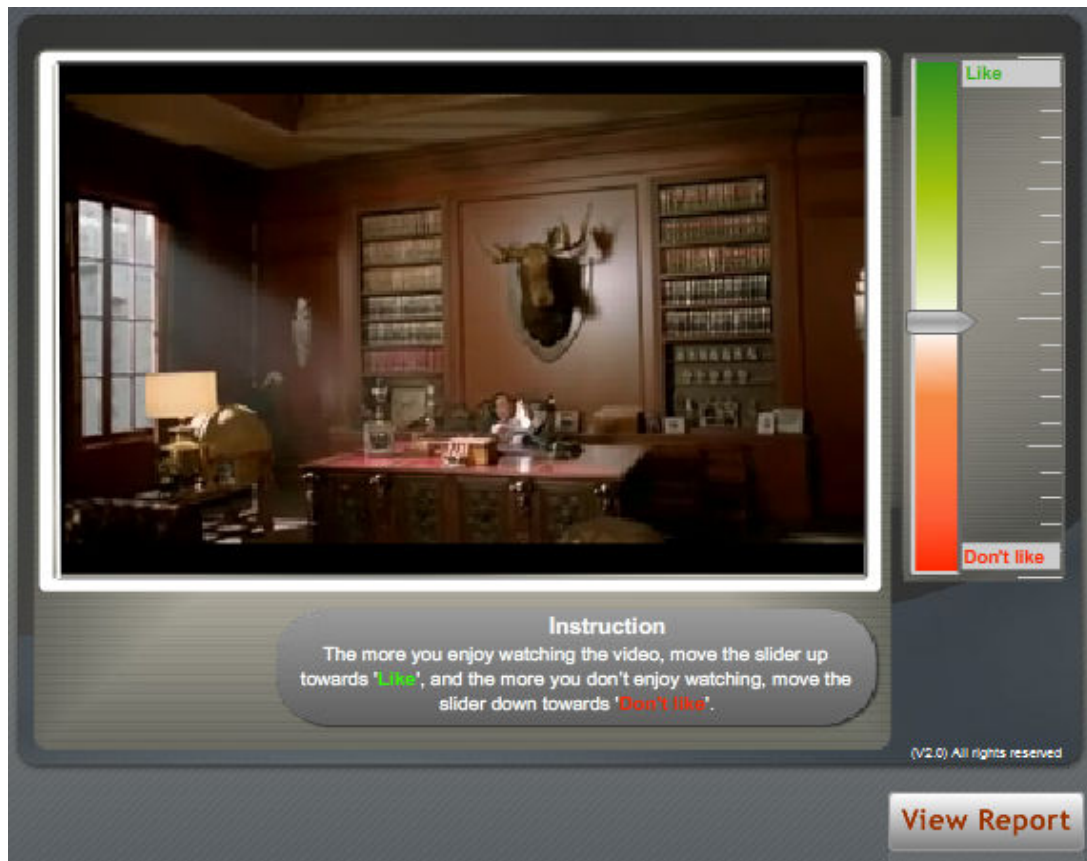 Like
Don't like
Instruction
The more you enjoy watching the video, move the slider up
towards 'Like', and the more you don't enjoy watching, move the
slider down towards 'Don't like'.
(V2.0) All rights reserved
View Report